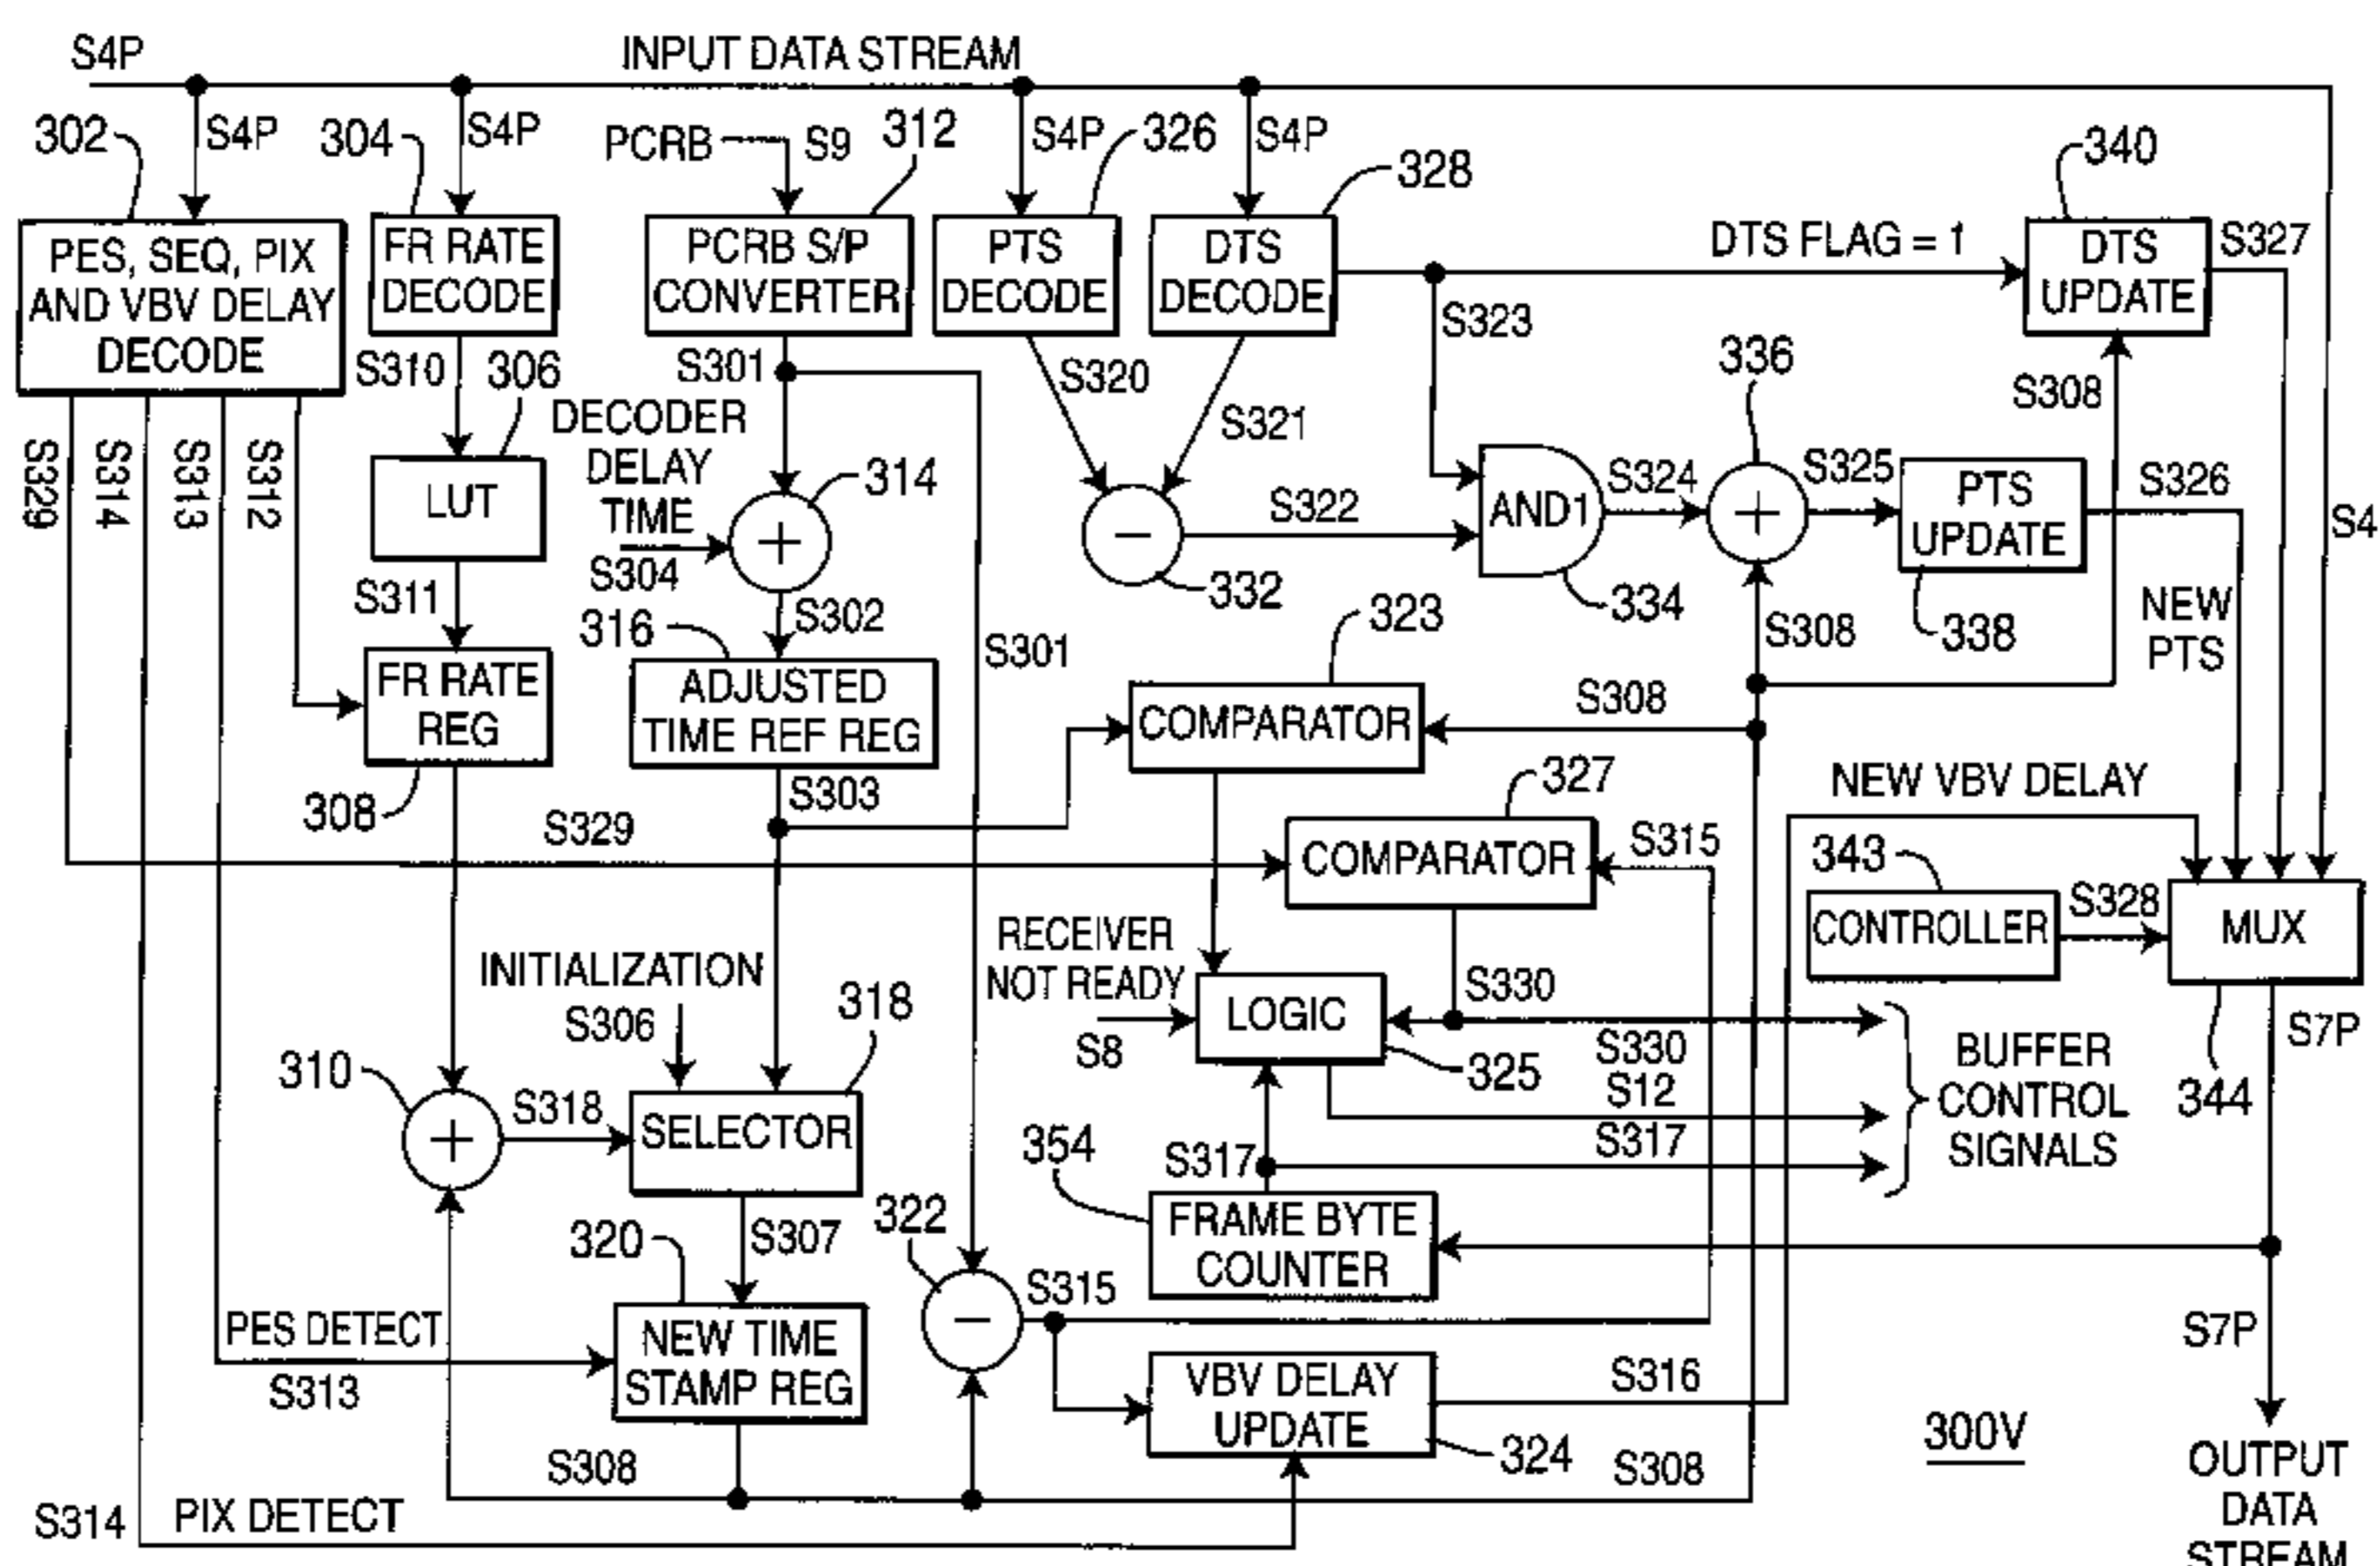 S4P
INPUT DATA STREAM
302
S4P
304
S4P
PCRB
S9
312
S4P
326
S4P
328
340
PES, SEQ, PIX
AND VBV DELAY
DECODE
FR RATE
DECODE
PCRB S/P
CONVERTER
PTS
DECODE
DTS
DECODE
DTS FLAG = 1
DTS
UPDATE
S327
S323
S310
306
S301
S320
S321
336
S308
DECODER
DELAY
TIME
S304
314
S329
S314
S313
S312
LUT
S322
332
AND1
334
S324
S325
PTS
UPDATE
338
S326
S4
S311
316
S302
S301
323
S308
NEW
PTS
FR RATE
REG
308
ADJUSTED
TIME REF REG
S303
COMPARATOR
S308
327
NEW VBV DELAY
S329
COMPARATOR
S315
343
CONTROLLER
S328
MUX
344
S7P
RECEIVER
NOT READY
S8
LOGIC
325
S330
S330
S12
S317
BUFFER
CONTROL
SIGNALS
INITIALIZATION
S306
318
310
S318
SELECTOR
354
S317
322
FRAME BYTE
COUNTER
320
S307
S315
PES DETECT
S313
NEW TIME
STAMP REG
VBV DELAY
UPDATE
324
S316
S7P
300V
S308
S308
S314
PIX DETECT
OUTPUT
DATA
STREAM